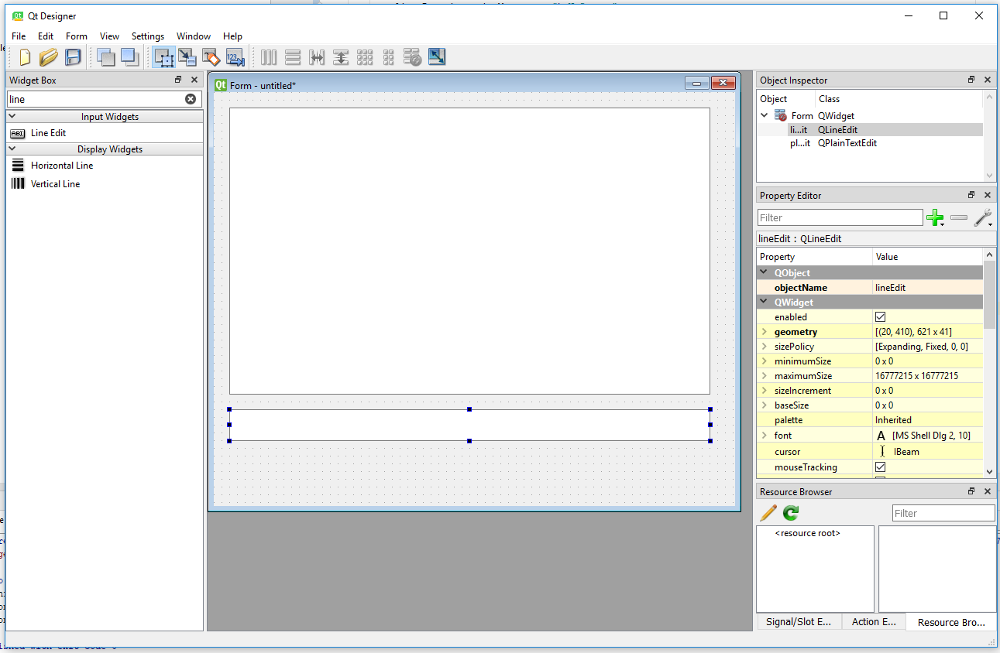 Qt Designer
File Edit Form View Settings Window Help
Widget Box
line
Input Widgets
ABI Line Edit
Display Widgets
Horizontal Line
Vertical Line
123
Qt Form - untitled*
Object Inspector
Object Class
Form QWidget
li...it QLineEdit
pl...it QPlainTextEdit
Property Editor
Filter
lineEdit : QLineEdit
Property Value
QObject
objectName lineEdit
QWidget
enabled
geometry [(20, 410), 621 x 41]
sizePolicy [Expanding, Fixed, 0, 0]
minimumSize 0 x 0
maximumSize 16777215 x 16777215
sizeIncrement 0 x 0
baseSize 0 x 0
palette Inherited
font A [MS Shell Dlg 2, 10]
cursor IBeam
mouseTracking
Resource Browser
Filter
<resource root>
Signal/Slot E... Action E... Resource Bro...